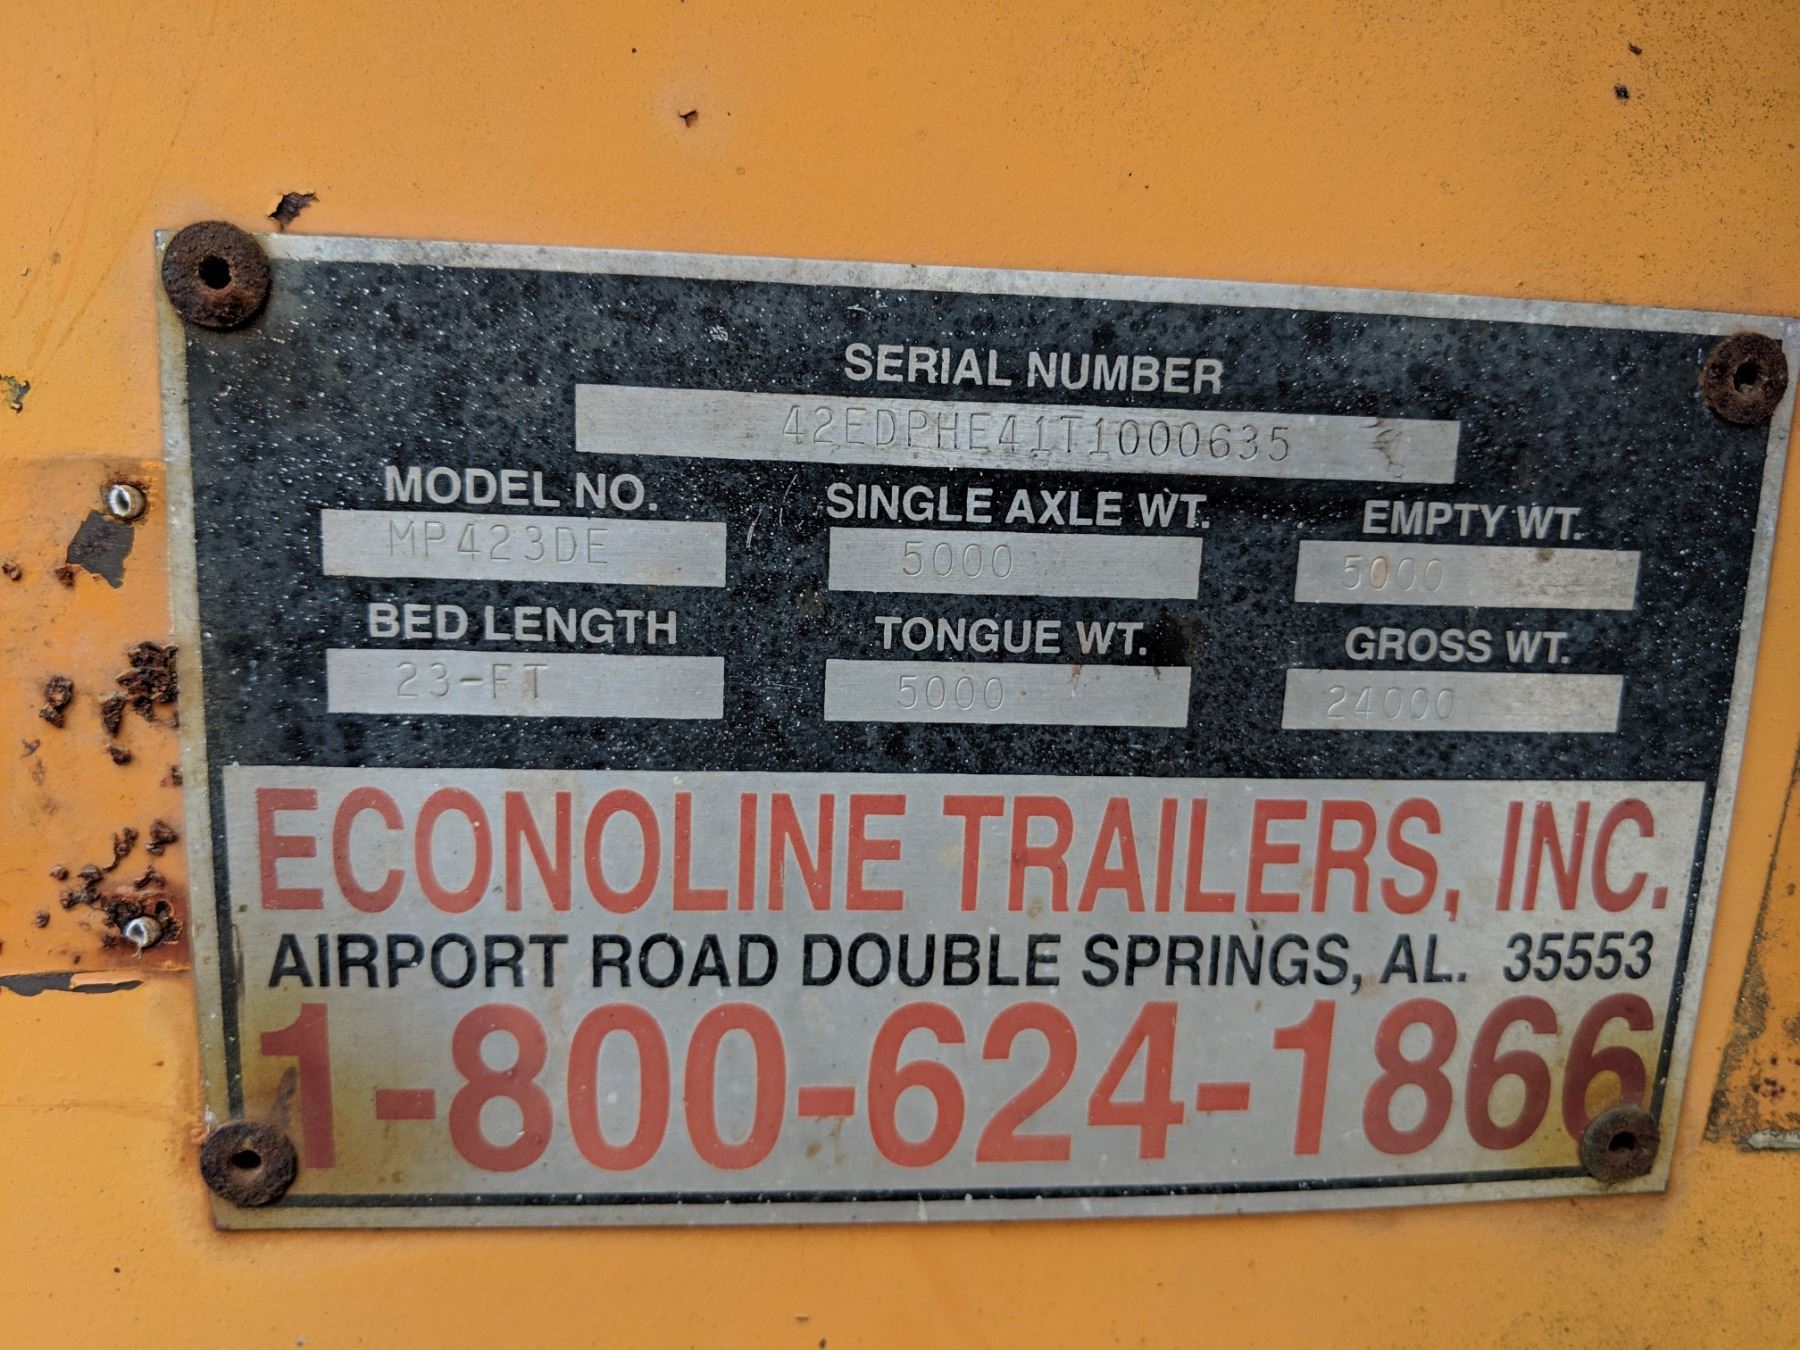 SERIAL NUMBER
42EDPHE41T1000635
MODEL NO. SINGLE AXLE WT. EMPTY WT.
MP423DE 5000 5000
BED LENGTH TONGUE WT. GROSS WT.
23-FT 5000 24000
ECONOLINE TRAILERS, INC.
AIRPORT ROAD DOUBLE SPRINGS, AL. 35553
1-800-624-1866